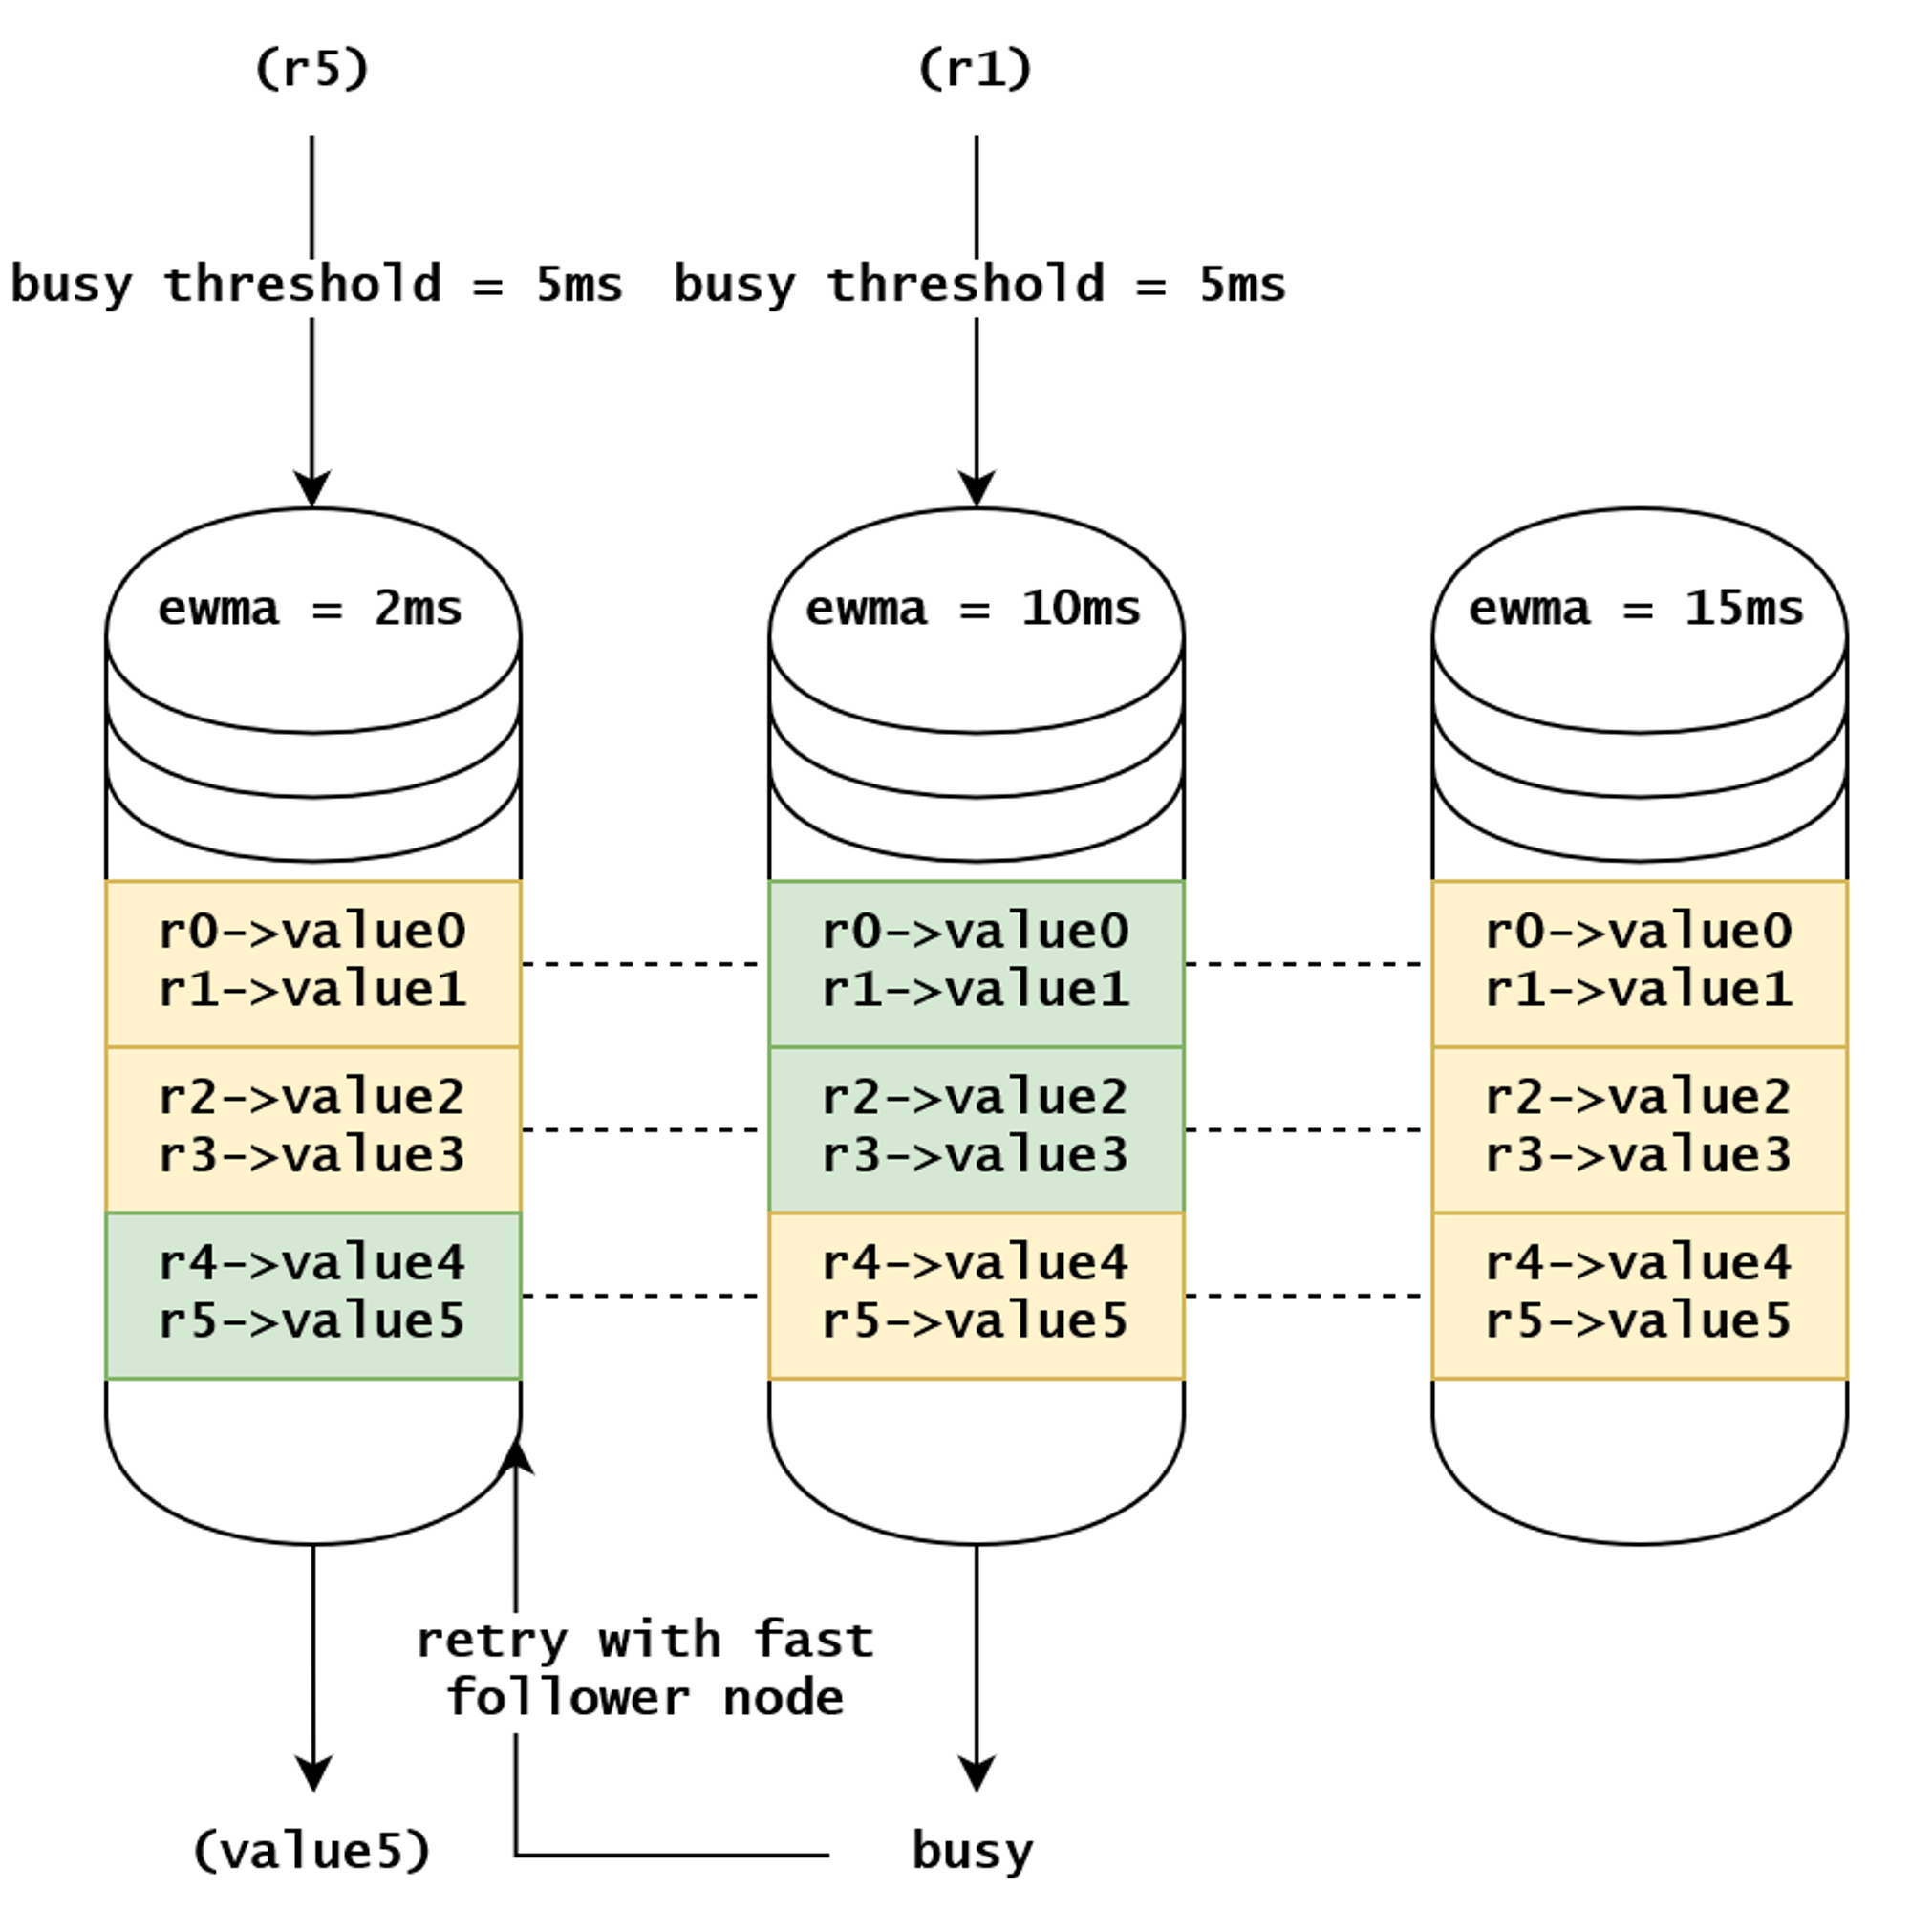 (r5)
(r1)
busy threshold = 5ms
busy threshold = 5ms
ewma = 2ms
ewma = 10ms
ewma = 15ms
r0->value0
r1->value1
r2->value2
r3->value3
r4->value4
r5->value5
r0->value0
r1->value1
r2->value2
r3->value3
r4->value4
r5->value5
r0->value0
r1->value1
r2->value2
r3->value3
r4->value4
r5->value5
retry with fast
follower node
(value5)
busy